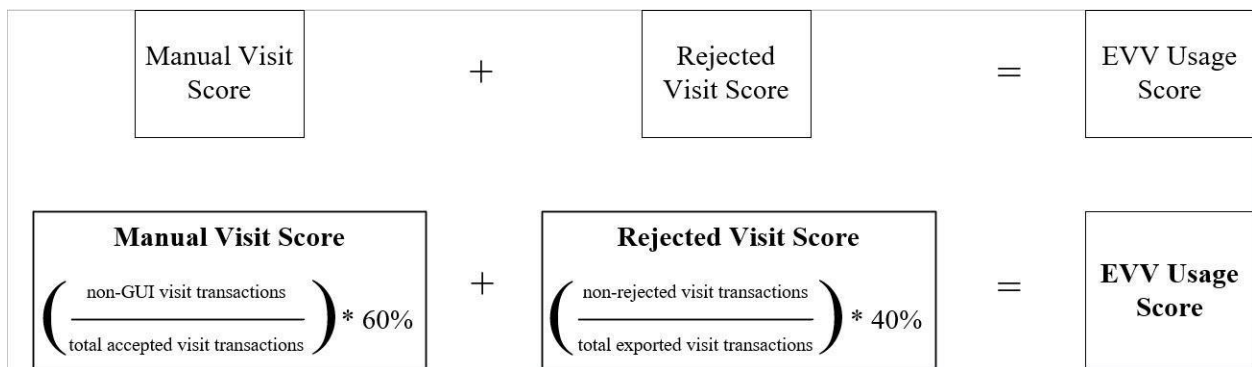 Manual Visit
Score
+
Rejected
Visit Score
=
EVV Usage
Score
Manual Visit Score
( non-GUI visit transactions
total accepted visit transactions ) * 60%
+
Rejected Visit Score
( non-rejected visit transactions
total exported visit transactions ) * 40%
=
EVV Usage
Score